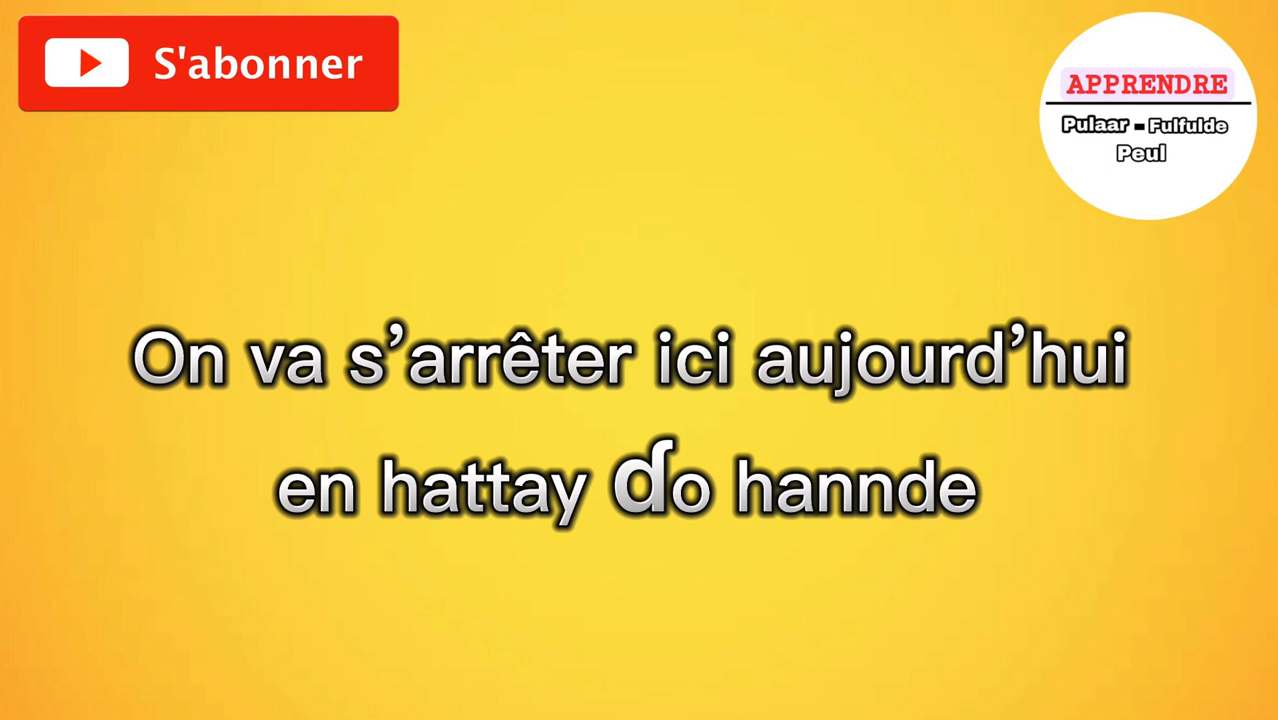 S'abonner
APPRENDRE
Pulaar - Fulfulde
Peul
On va s’arrêter ici aujourd’hui
en hattay ɗo hannde